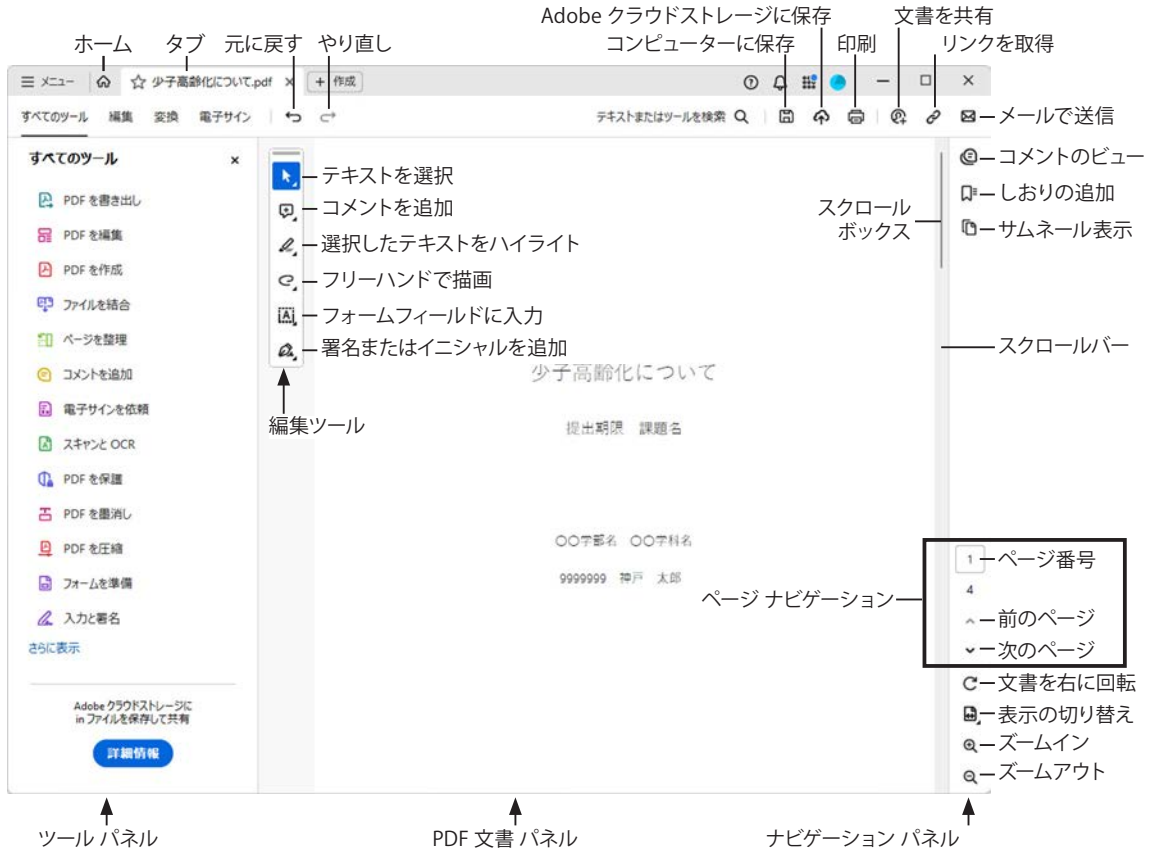 Adobe クラウドストレージに保存 文書を共有
ホーム タブ 元に戻す やり直し コンピューターに保存 印刷 リンクを取得
メニュー 少子高齢化について.pdf × + 作成
すべてのツール 編集 変換 電子サイン テキストまたはツールを検索 メールで送信
すべてのツール ×
テキストを選択
コメントのビュー
PDF を書き出し
コメントを追加
スクロール
ボックス
しおりの追加
PDF を編集
選択したテキストをハイライト
サムネール表示
PDF を作成
フリーハンドで描画
ファイルを結合
フォームフィールドに入力
ページを整理
署名またはイニシャルを追加
スクロールバー
コメントを追加
少子高齢化について
電子サインを依頼
編集ツール
提出期限 課題名
スキャンと OCR
PDF を保護
PDF を墨消し
PDF を圧縮
〇〇学部名 〇〇学科名
1 ページ番号
フォームを準備
9999999 神戸 太郎
4
ページ ナビゲーション
入力と署名
前のページ
さらに表示
次のページ
文書を右に回転
Adobe クラウドストレージに
in ファイルを保存して共有
表示の切り替え
詳細情報
ズームイン
ズームアウト
ツール パネル PDF 文書 パネル ナビゲーション パネル